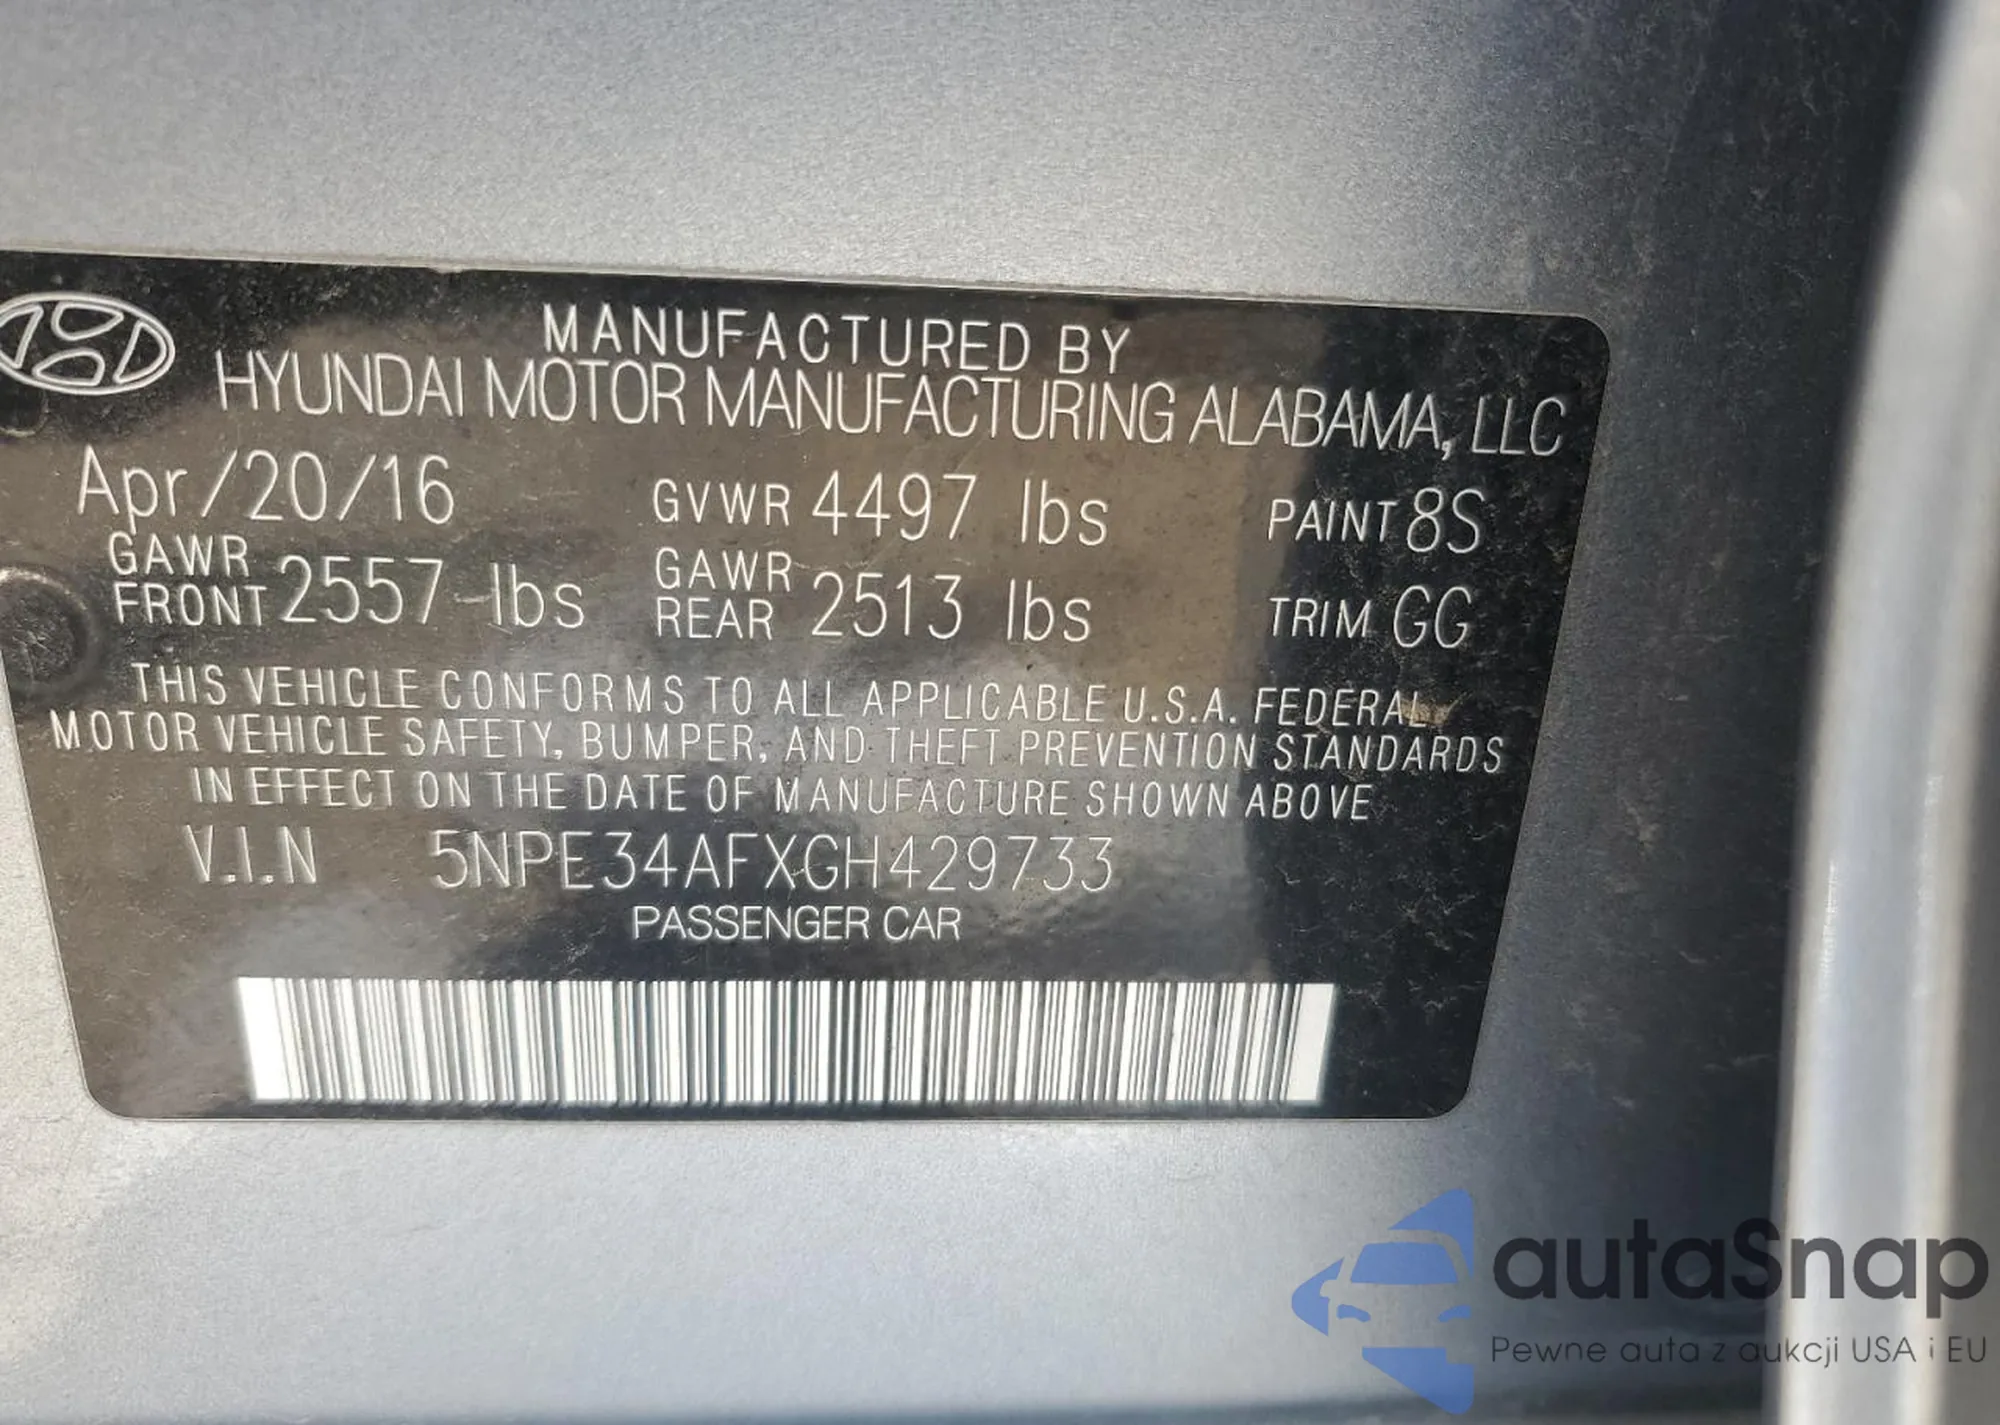 MANUFACTURED BY
HYUNDAI MOTOR MANUFACTURING ALABAMA, LLC
Apr/20/16 GVWR 4497 lbs PAINT 8S
GAWR FRONT 2557 lbs GAWR REAR 2513 lbs TRIM GG
THIS VEHICLE CONFORMS TO ALL APPLICABLE U.S.A. FEDERAL
MOTOR VEHICLE SAFETY, BUMPER, AND THEFT PREVENTION STANDARDS
IN EFFECT ON THE DATE OF MANUFACTURE SHOWN ABOVE
V.I.N 5NPE34AFXGH429733
PASSENGER CAR
autaSnap
Pewne auta z aukcji USA i EU